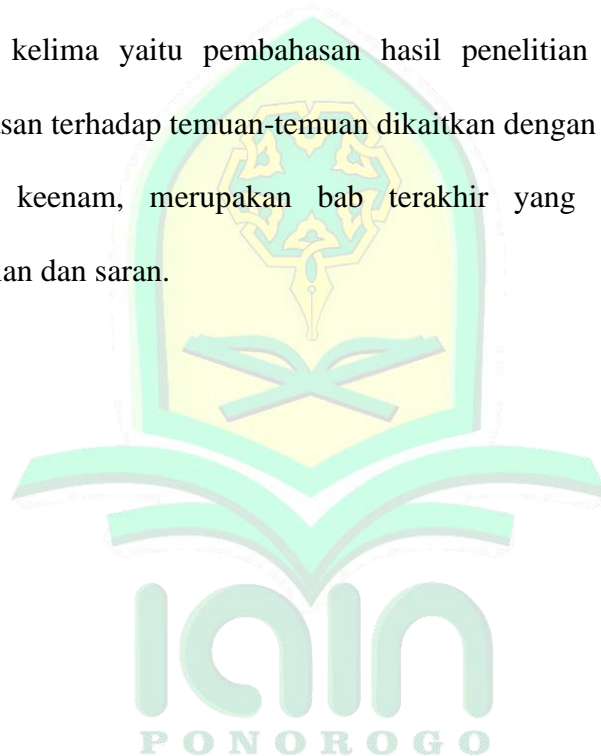 kelima yaitu pembahasan hasil penelitian
san terhadap temuan-temuan dikaitkan dengan
keenam, merupakan bab terakhir yang
an dan saran.
IAIN
PONOROGO